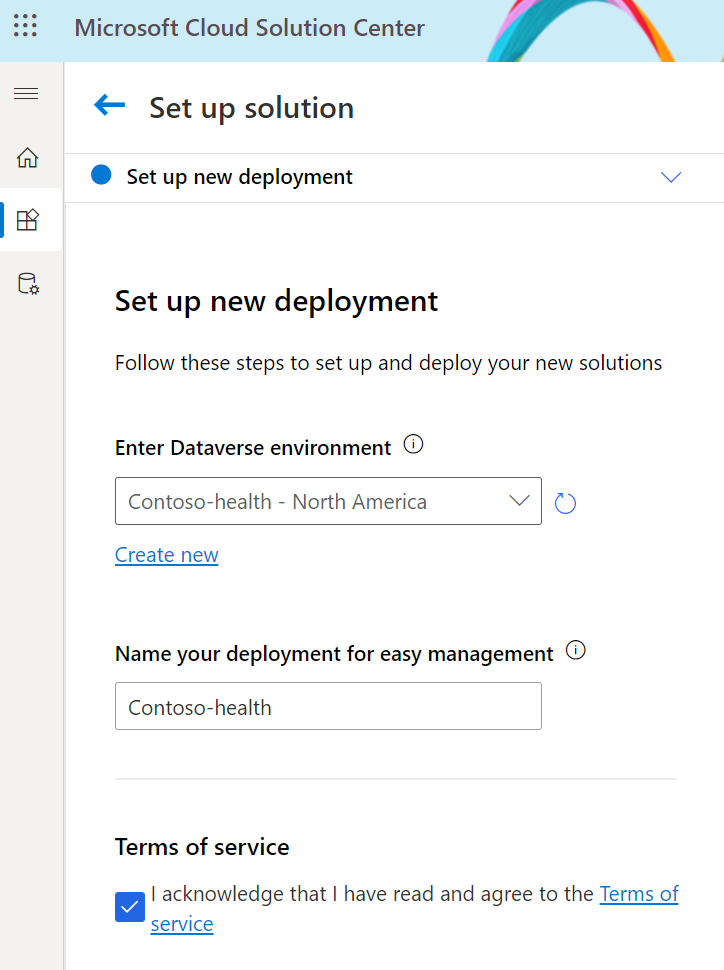 Microsoft Cloud Solution Center
Set up solution
Set up new deployment
Set up new deployment
Follow these steps to set up and deploy your new solutions
Enter Dataverse environment
Contoso-health - North America
Create new
Name your deployment for easy management
Contoso-health
Terms of service
I acknowledge that I have read and agree to the Terms of
service